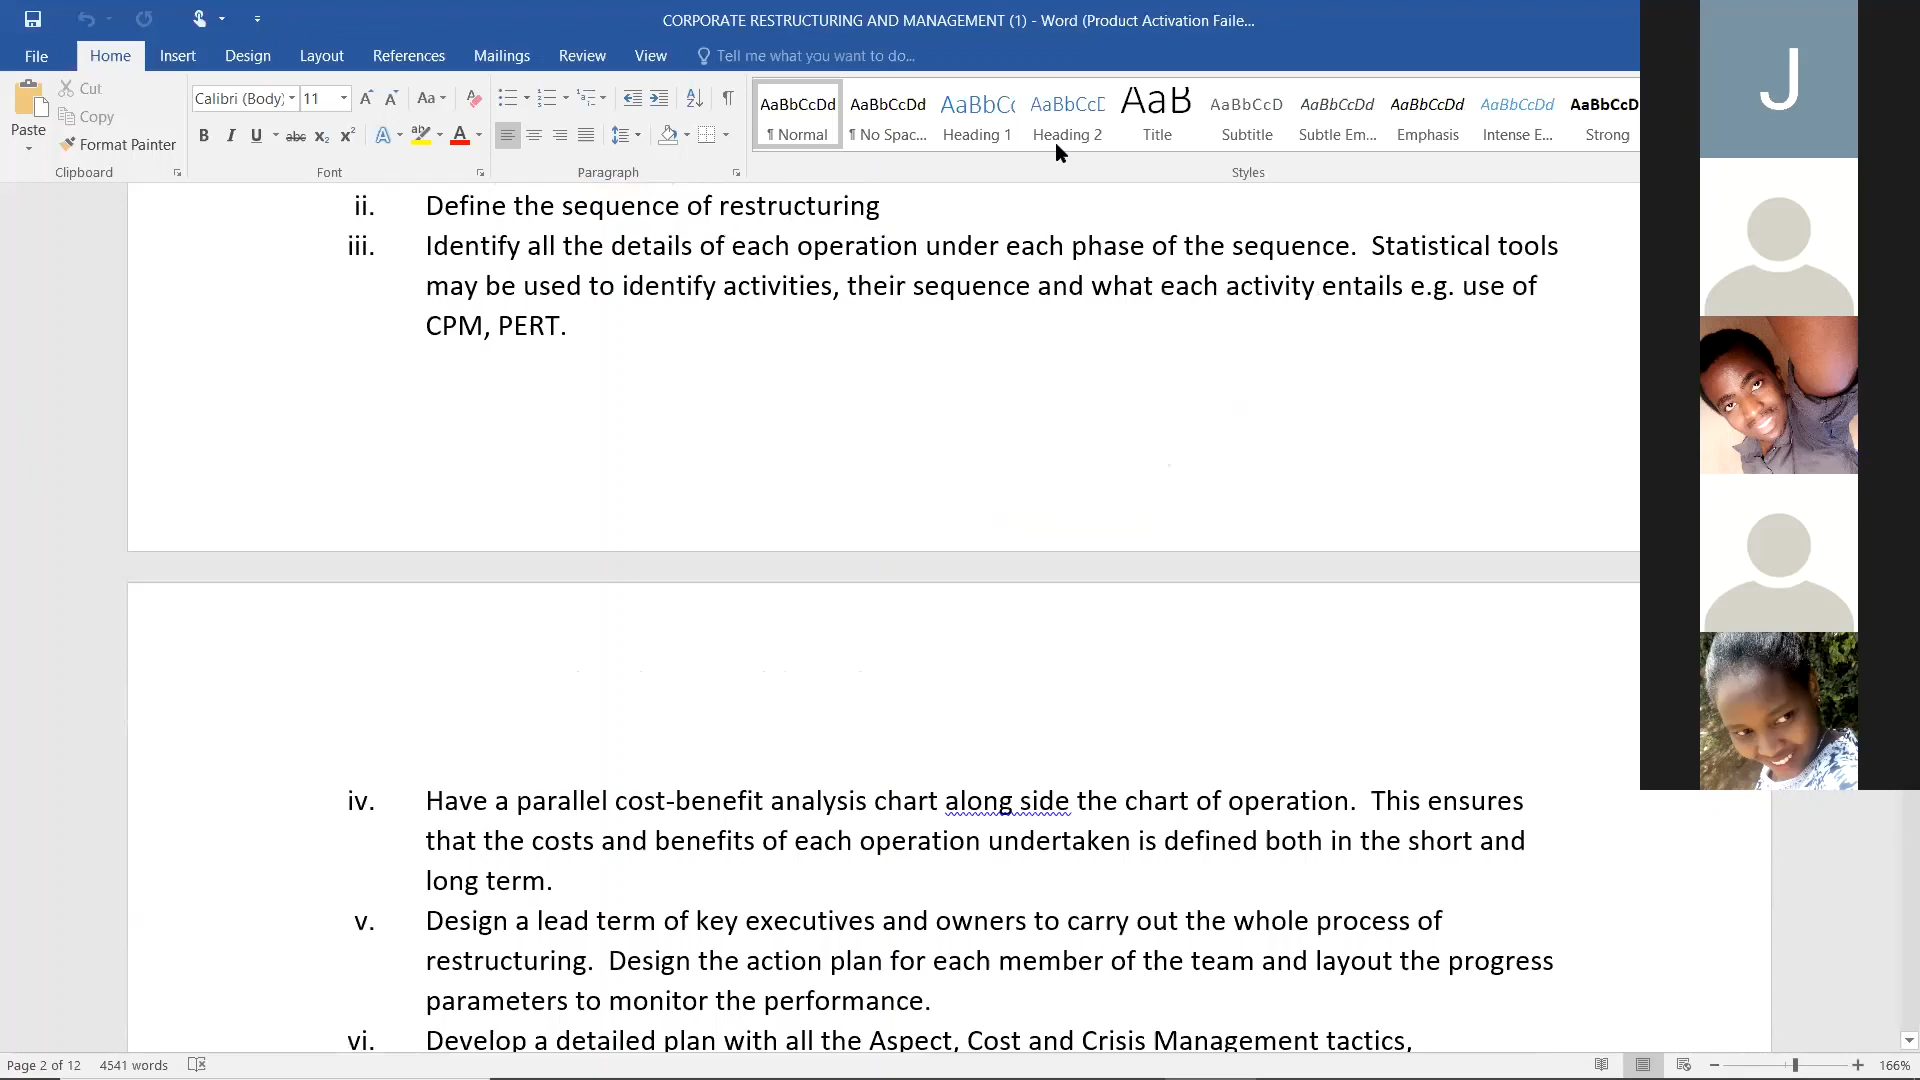 CORPORATE RESTRUCTURING AND MANAGEMENT (1) - Word (Product Activation Faile...
File Home Insert Design Layout References Mailings Review View Tell me what you want to do...
Paste
Cut
Copy
Format Painter
Calibri (Body) 11
AaBbCcDd AaBbCcDd AaBbCc AaBbCcD AaB AaBbCcD AaBbCcDd AaBbCcDd AaBbCcDd AaBbCcD
¶ Normal ¶ No Spac... Heading 1 Heading 2 Title Subtitle Subtle Em... Emphasis Intense E... Strong
Clipboard Font Paragraph Styles
J
ii. Define the sequence of restructuring
iii. Identify all the details of each operation under each phase of the sequence. Statistical tools
may be used to identify activities, their sequence and what each activity entails e.g. use of
CPM, PERT.
iv. Have a parallel cost-benefit analysis chart along side the chart of operation. This ensures
that the costs and benefits of each operation undertaken is defined both in the short and
long term.
v. Design a lead term of key executives and owners to carry out the whole process of
restructuring. Design the action plan for each member of the team and layout the progress
parameters to monitor the performance.
vi. Develop a detailed plan with all the Aspect, Cost and Crisis Management tactics,
Page 2 of 12 4541 words 166%